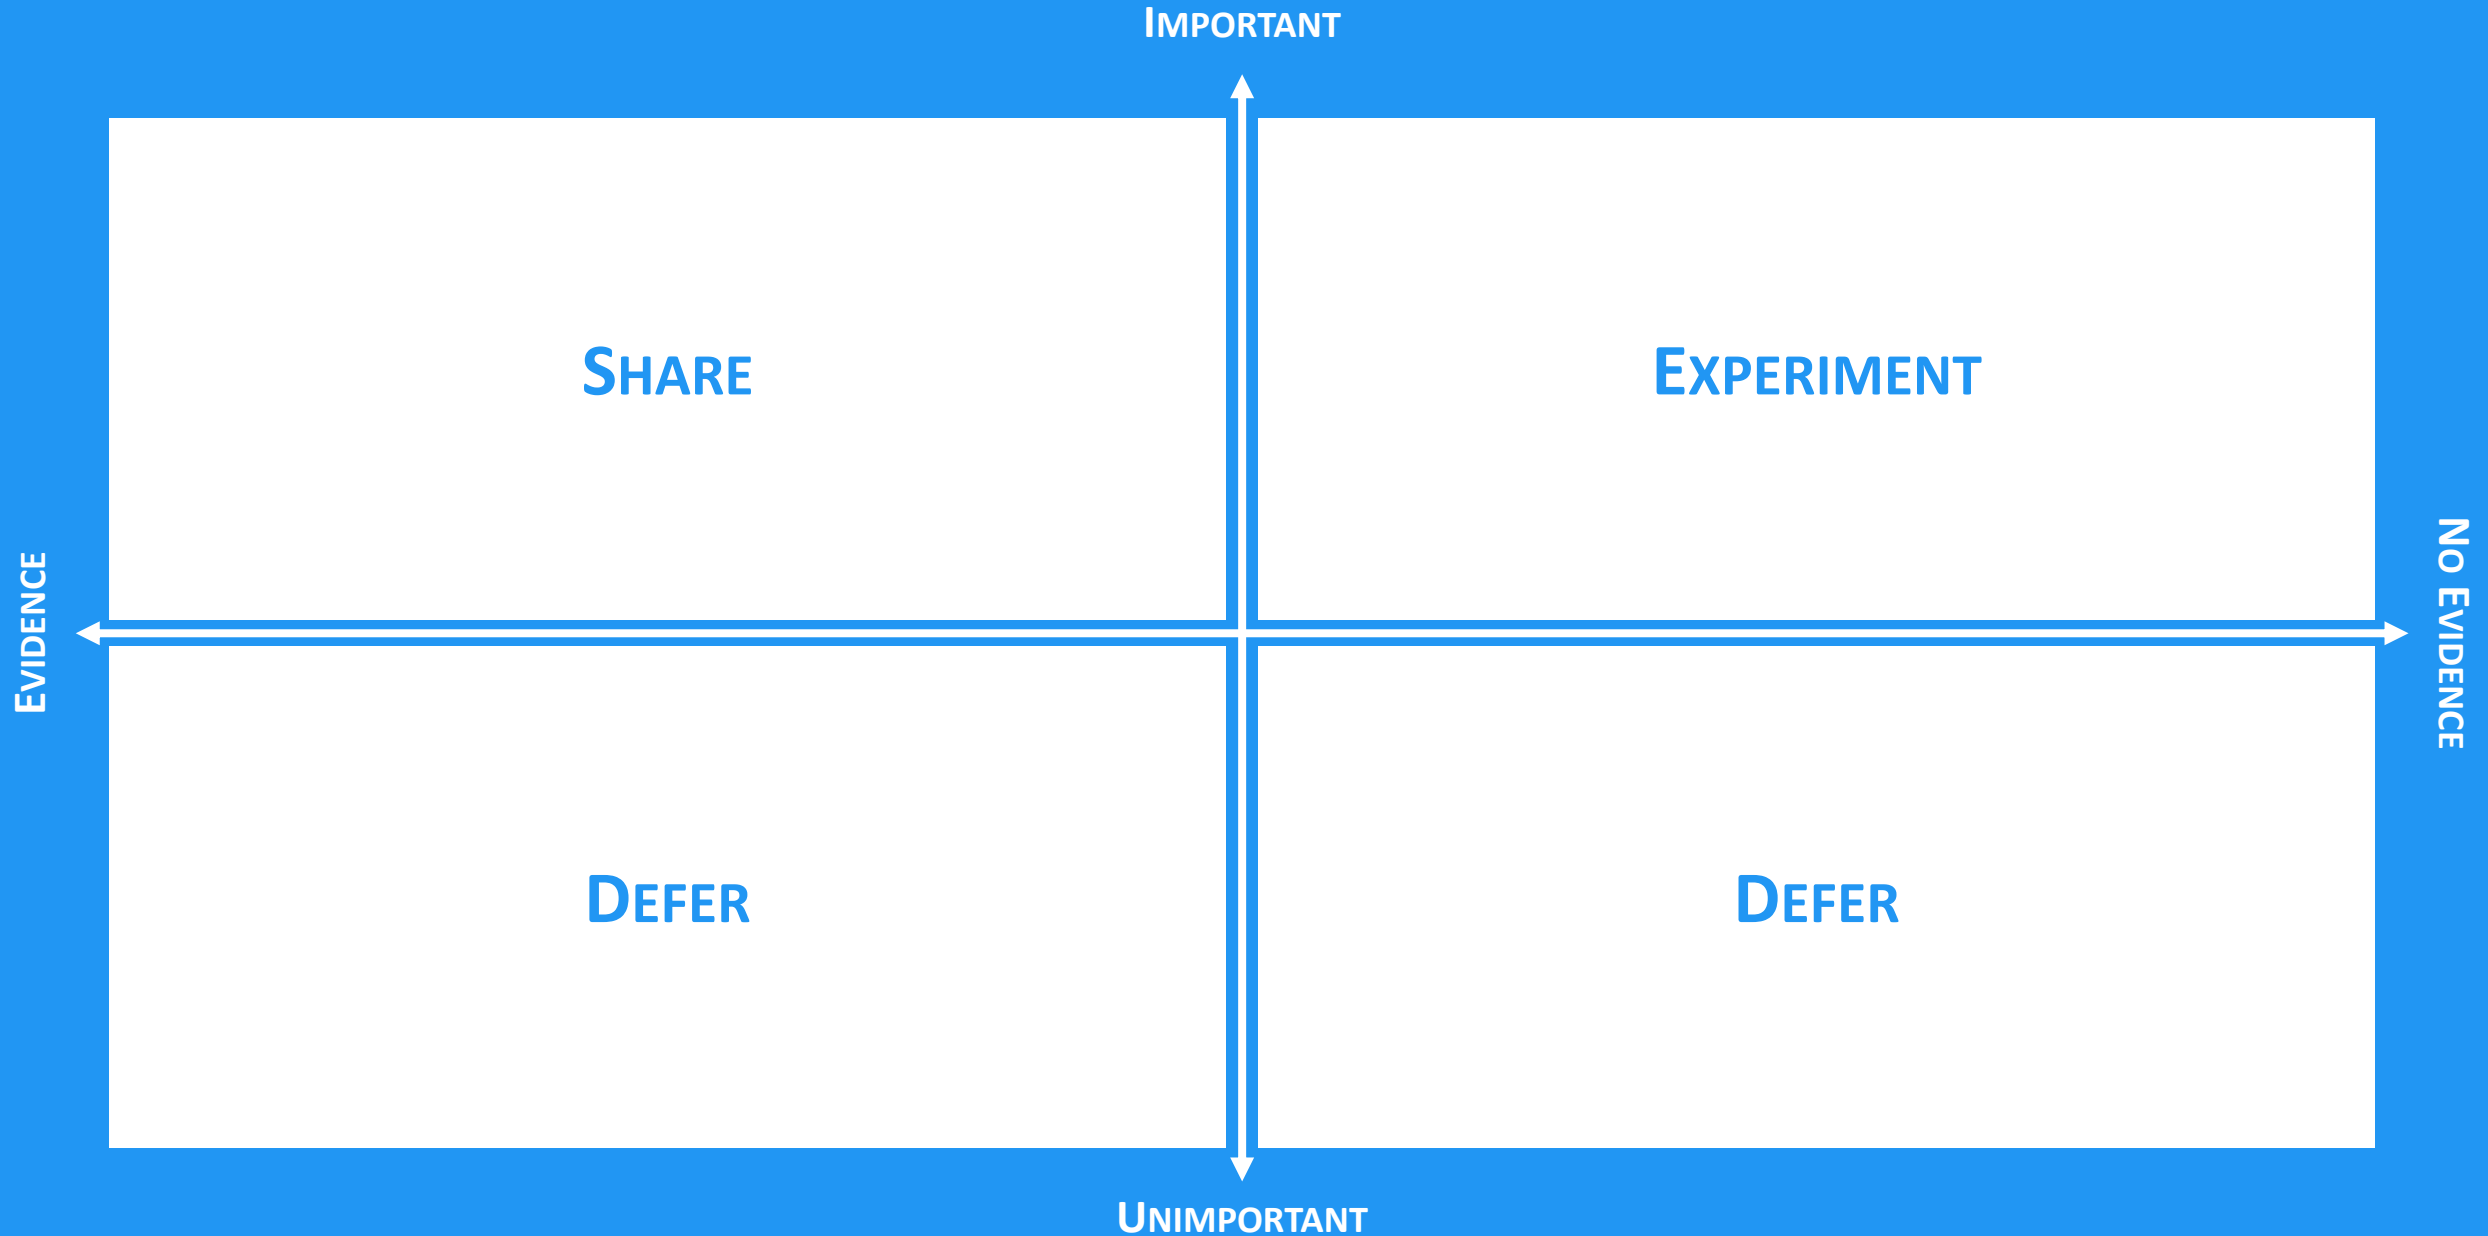 IMPORTANT
SHARE
EXPERIMENT
EVIDENCE
NO EVIDENCE
DEFER
DEFER
UNIMPORTANT